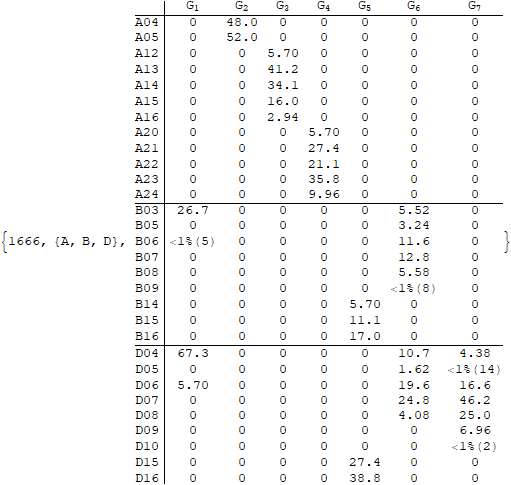 G1 G2 G3 G4 G5 G6 G7
A04 0 48.0 0 0 0 0 0
A05 0 52.0 0 0 0 0 0
A12 0 0 5.70 0 0 0 0
A13 0 0 41.2 0 0 0 0
A14 0 0 34.1 0 0 0 0
A15 0 0 16.0 0 0 0 0
A16 0 0 2.94 0 0 0 0
A20 0 0 0 5.70 0 0 0
A21 0 0 0 27.4 0 0 0
A22 0 0 0 21.1 0 0 0
A23 0 0 0 35.8 0 0 0
A24 0 0 0 9.96 0 0 0
B03 26.7 0 0 0 0 5.52 0
B05 0 0 0 0 0 3.24 0
{1666, {A, B, D}, B06 <1%(5) 0 0 0 0 11.6 0 }
B07 0 0 0 0 0 12.8 0
B08 0 0 0 0 0 5.58 0
B09 0 0 0 0 0 <1%(8) 0
B14 0 0 0 0 5.70 0 0
B15 0 0 0 0 11.1 0 0
B16 0 0 0 0 17.0 0 0
D04 67.3 0 0 0 0 10.7 4.38
D05 0 0 0 0 0 1.62 <1%(14)
D06 5.70 0 0 0 0 19.6 16.6
D07 0 0 0 0 0 24.8 46.2
D08 0 0 0 0 0 4.08 25.0
D09 0 0 0 0 0 0 6.96
D10 0 0 0 0 0 0 <1%(2)
D15 0 0 0 0 27.4 0 0
D16 0 0 0 0 38.8 0 0